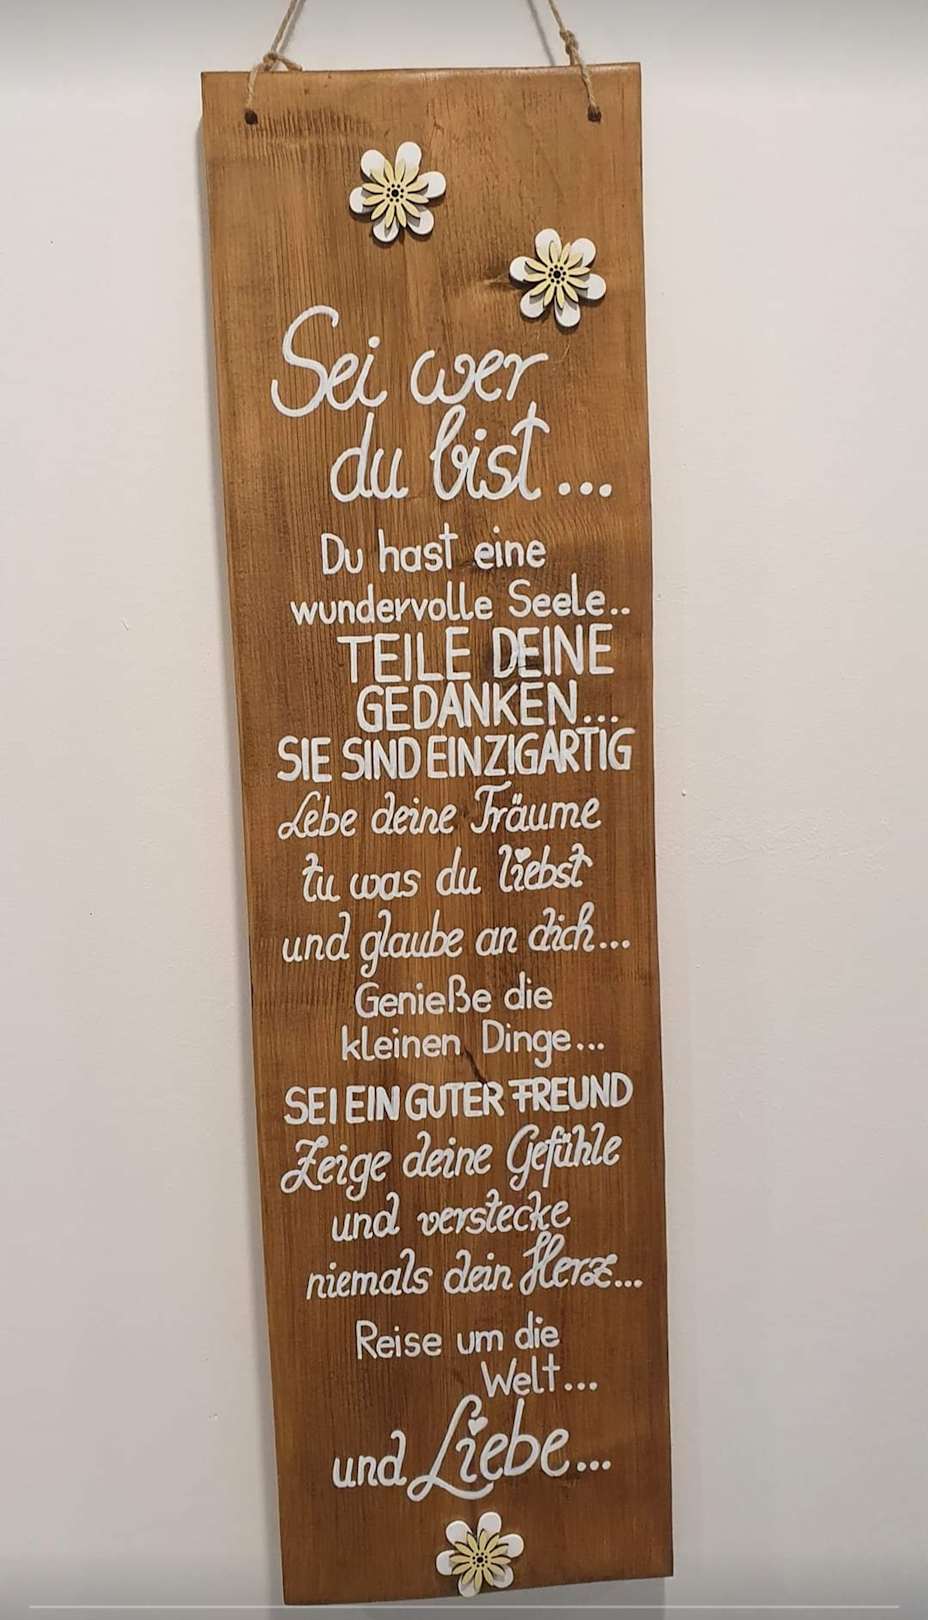 Sei wer
du bist...
Du hast eine
wundervolle Seele..
TEILE DEINE
GEDANKEN...
SIE SIND EINZIGARTIG
Lebe deine Träume
tu was du liebst
und glaube an dich...
Genieße die
kleinen Dinge...
SEI EIN GUTER FREUND
Zeige deine Gefühle
und verstecke
niemals dein Herz...
Reise um die
Welt...
und Liebe...